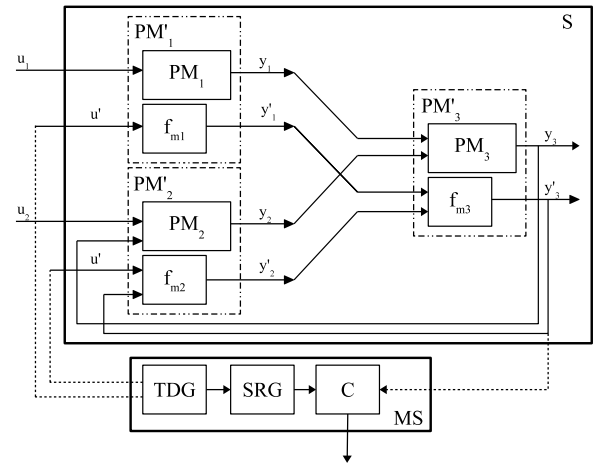 S
PM'₁
u₁
PM₁
y₁
u'
fₘ₁
y'₁
PM'₃
PM₃
y₃
fₘ₃
y'₃
PM'₂
u₂
PM₂
y₂
u'
fₘ₂
y'₂
TDG
SRG
C
MS